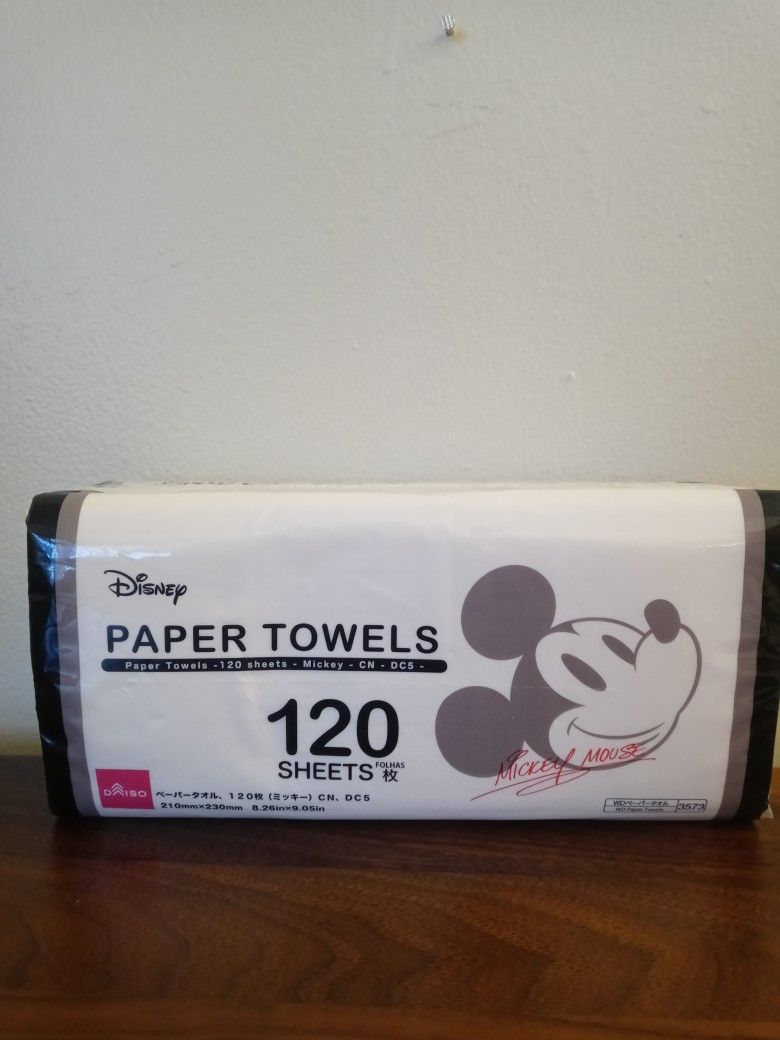 Disney
PAPER TOWELS
Paper Towels -120 sheets - Mickey - CN - DC5 -
120
SHEETS FOLHAS 枚
MICKEY MOUSE
DAISO
ペーパータオル、120枚 (ミッキー) CN、DC5
210mm×230mm 8.26in×9.05in
WDペーパータオル
WD Paper Towels
3573